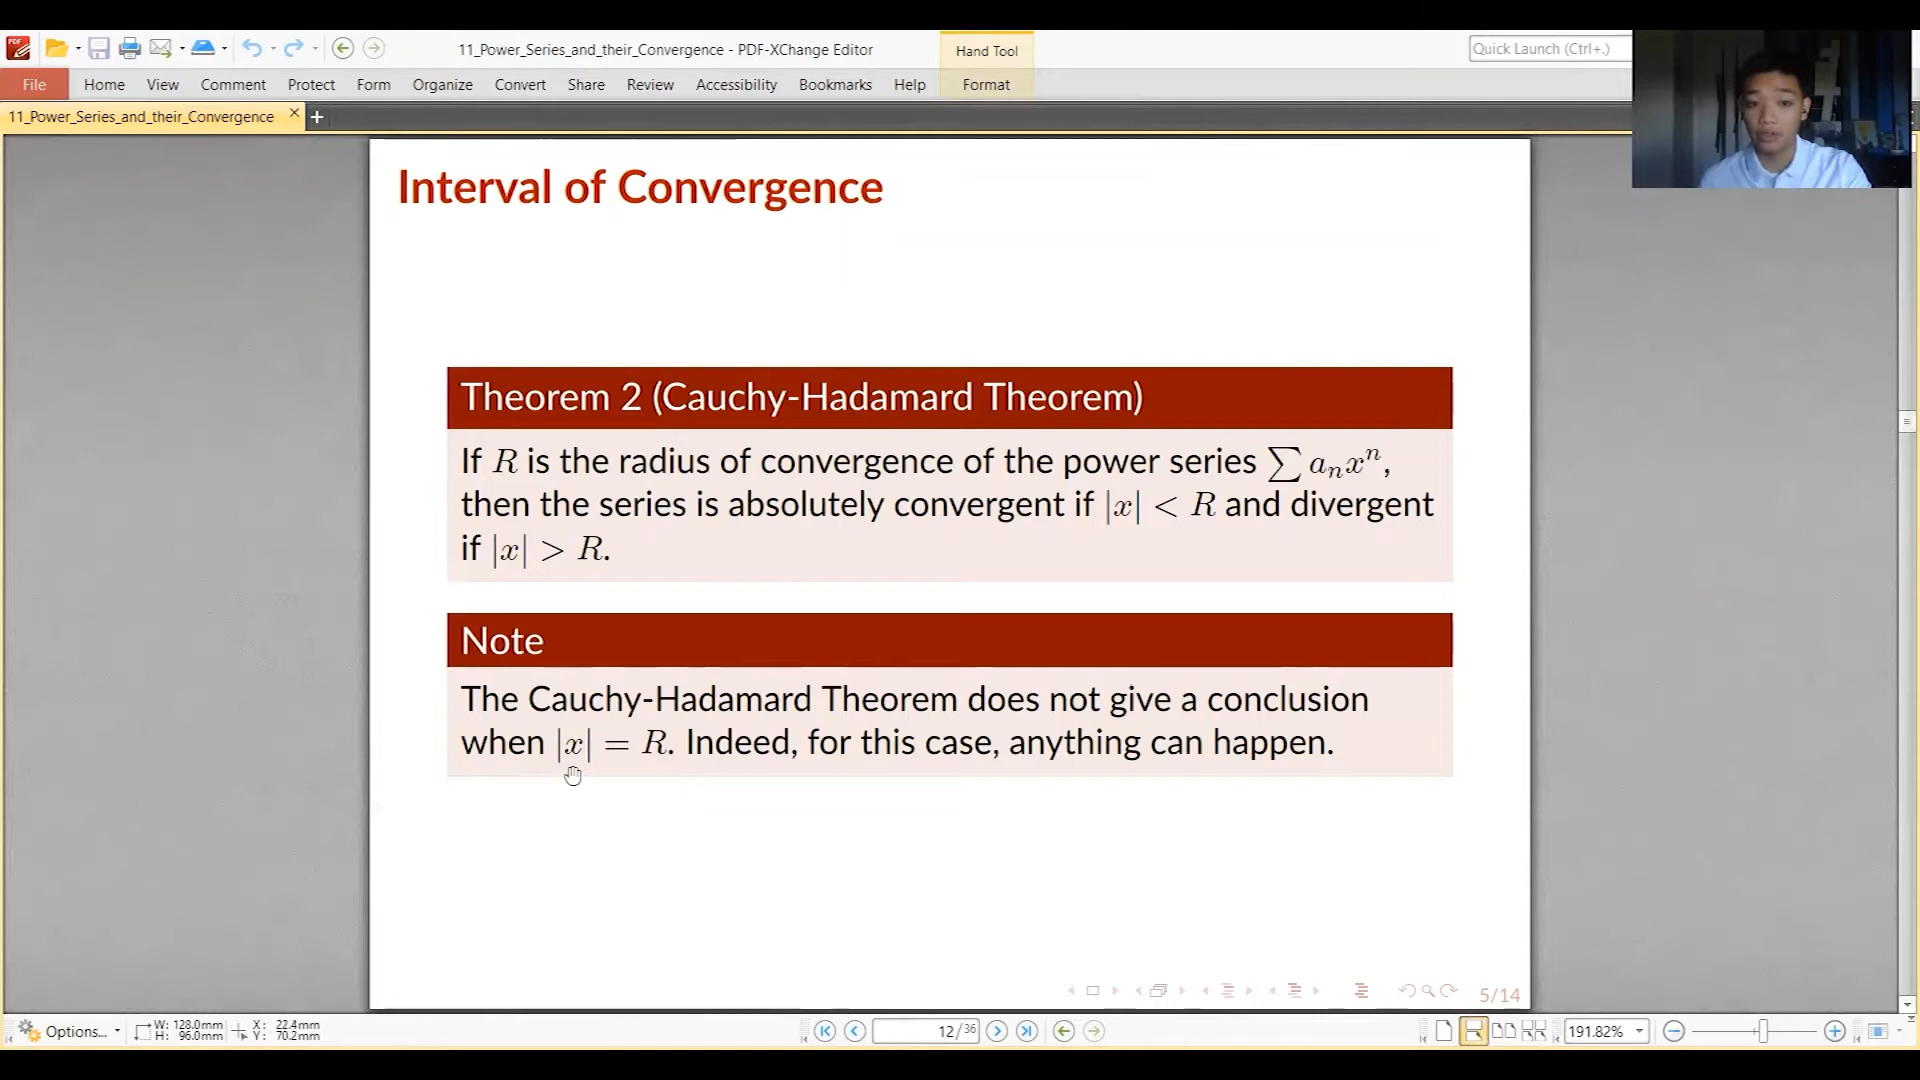 11_Power_Series_and_their_Convergence - PDF-XChange Editor
Hand Tool
Quick Launch (Ctrl+.)
File Home View Comment Protect Form Organize Convert Share Review Accessibility Bookmarks Help Format
11_Power_Series_and_their_Convergence
Interval of Convergence
Theorem 2 (Cauchy-Hadamard Theorem)
If R is the radius of convergence of the power series ∑ aₙxⁿ,
then the series is absolutely convergent if |x| < R and divergent
if |x| > R.
Note
The Cauchy-Hadamard Theorem does not give a conclusion
when |x| = R. Indeed, for this case, anything can happen.
5/14
Options...
W: 128.0mm
H: 96.0mm
X: 22.4mm
Y: 70.2mm
12/36
191.82%